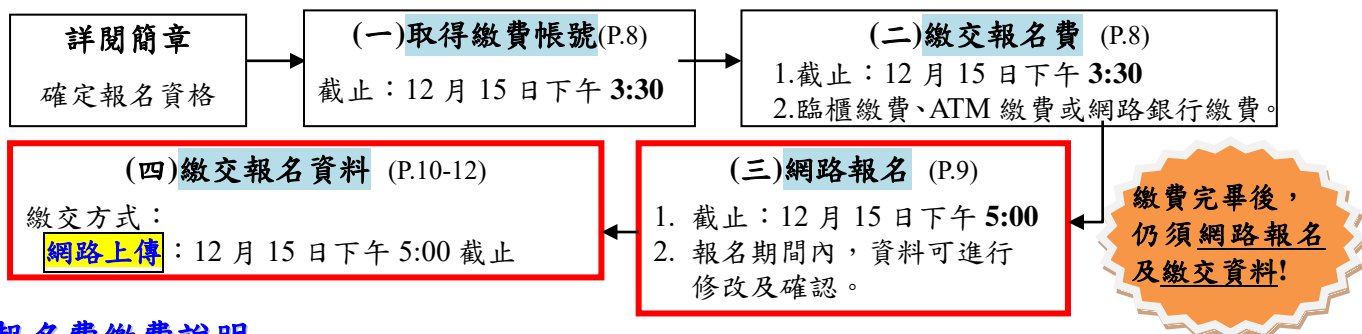 詳閱簡章
確定報名資格
(一)取得繳費帳號(P.8)
截止：12 月 15 日下午 3:30
(二)繳交報名費 (P.8)
1.截止：12 月 15 日下午 3:30
2.臨櫃繳費、ATM 繳費或網路銀行繳費。
(三)網路報名 (P.9)
1. 截止：12 月 15 日下午 5:00
2. 報名期間內，資料可進行
修改及確認。
(四)繳交報名資料 (P.10-12)
繳交方式：
網路上傳：12 月 15 日下午 5:00 截止
繳費完畢後，
仍須網路報名
及繳交資料!
報名費繳費說明